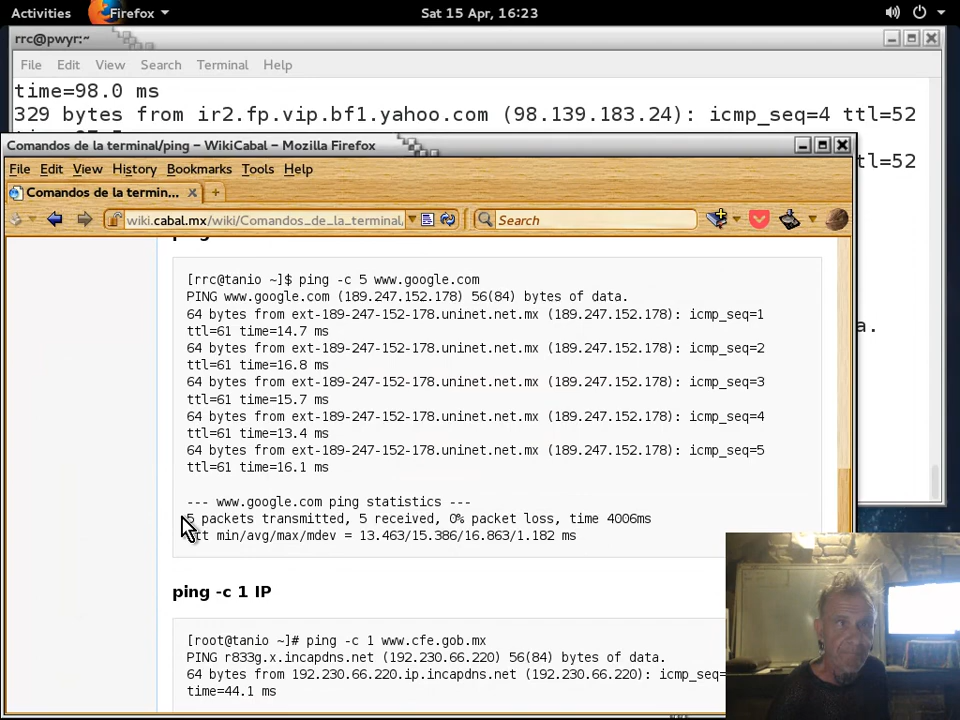 Activities Firefox Sat 15 Apr, 16:23
rrc@pwyr:~
File Edit View Search Terminal Help
time=98.0 ms
329 bytes from ir2.fp.vip.bf1.yahoo.com (98.139.183.24): icmp_seq=4 ttl=52
tl=52
a.
Comandos de la terminal/ping – WikiCabal – Mozilla Firefox
File Edit View History Bookmarks Tools Help
Comandos de la termin...
wiki.cabal.mx/wiki/Comandos_de_la_terminal, Search
[rrc@tanio ~]$ ping -c 5 www.google.com
PING www.google.com (189.247.152.178) 56(84) bytes of data.
64 bytes from ext-189-247-152-178.uninet.net.mx (189.247.152.178): icmp_seq=1
ttl=61 time=14.7 ms
64 bytes from ext-189-247-152-178.uninet.net.mx (189.247.152.178): icmp_seq=2
ttl=61 time=16.8 ms
64 bytes from ext-189-247-152-178.uninet.net.mx (189.247.152.178): icmp_seq=3
ttl=61 time=15.7 ms
64 bytes from ext-189-247-152-178.uninet.net.mx (189.247.152.178): icmp_seq=4
ttl=61 time=13.4 ms
64 bytes from ext-189-247-152-178.uninet.net.mx (189.247.152.178): icmp_seq=5
ttl=61 time=16.1 ms
--- www.google.com ping statistics ---
5 packets transmitted, 5 received, 0% packet loss, time 4006ms
tt min/avg/max/mdev = 13.463/15.386/16.863/1.182 ms
ping -c 1 IP
[root@tanio ~]# ping -c 1 www.cfe.gob.mx
PING r833g.x.incapdns.net (192.230.66.220) 56(84) bytes of data.
64 bytes from 192.230.66.220.ip.incapdns.net (192.230.66.220): icmp_seq=
time=44.1 ms